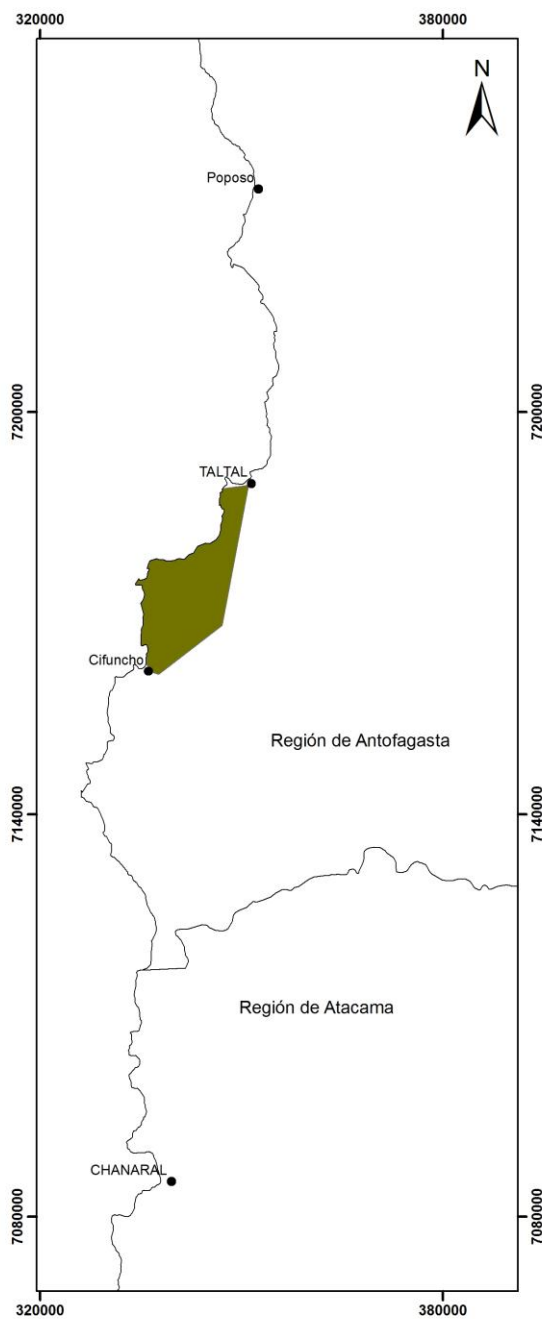 320000
380000
N
Poposo
7200000
7200000
TALTAL
Cifuncho
Región de Antofagasta
7140000
7140000
Región de Atacama
CHANARAL
7080000
7080000
320000
380000